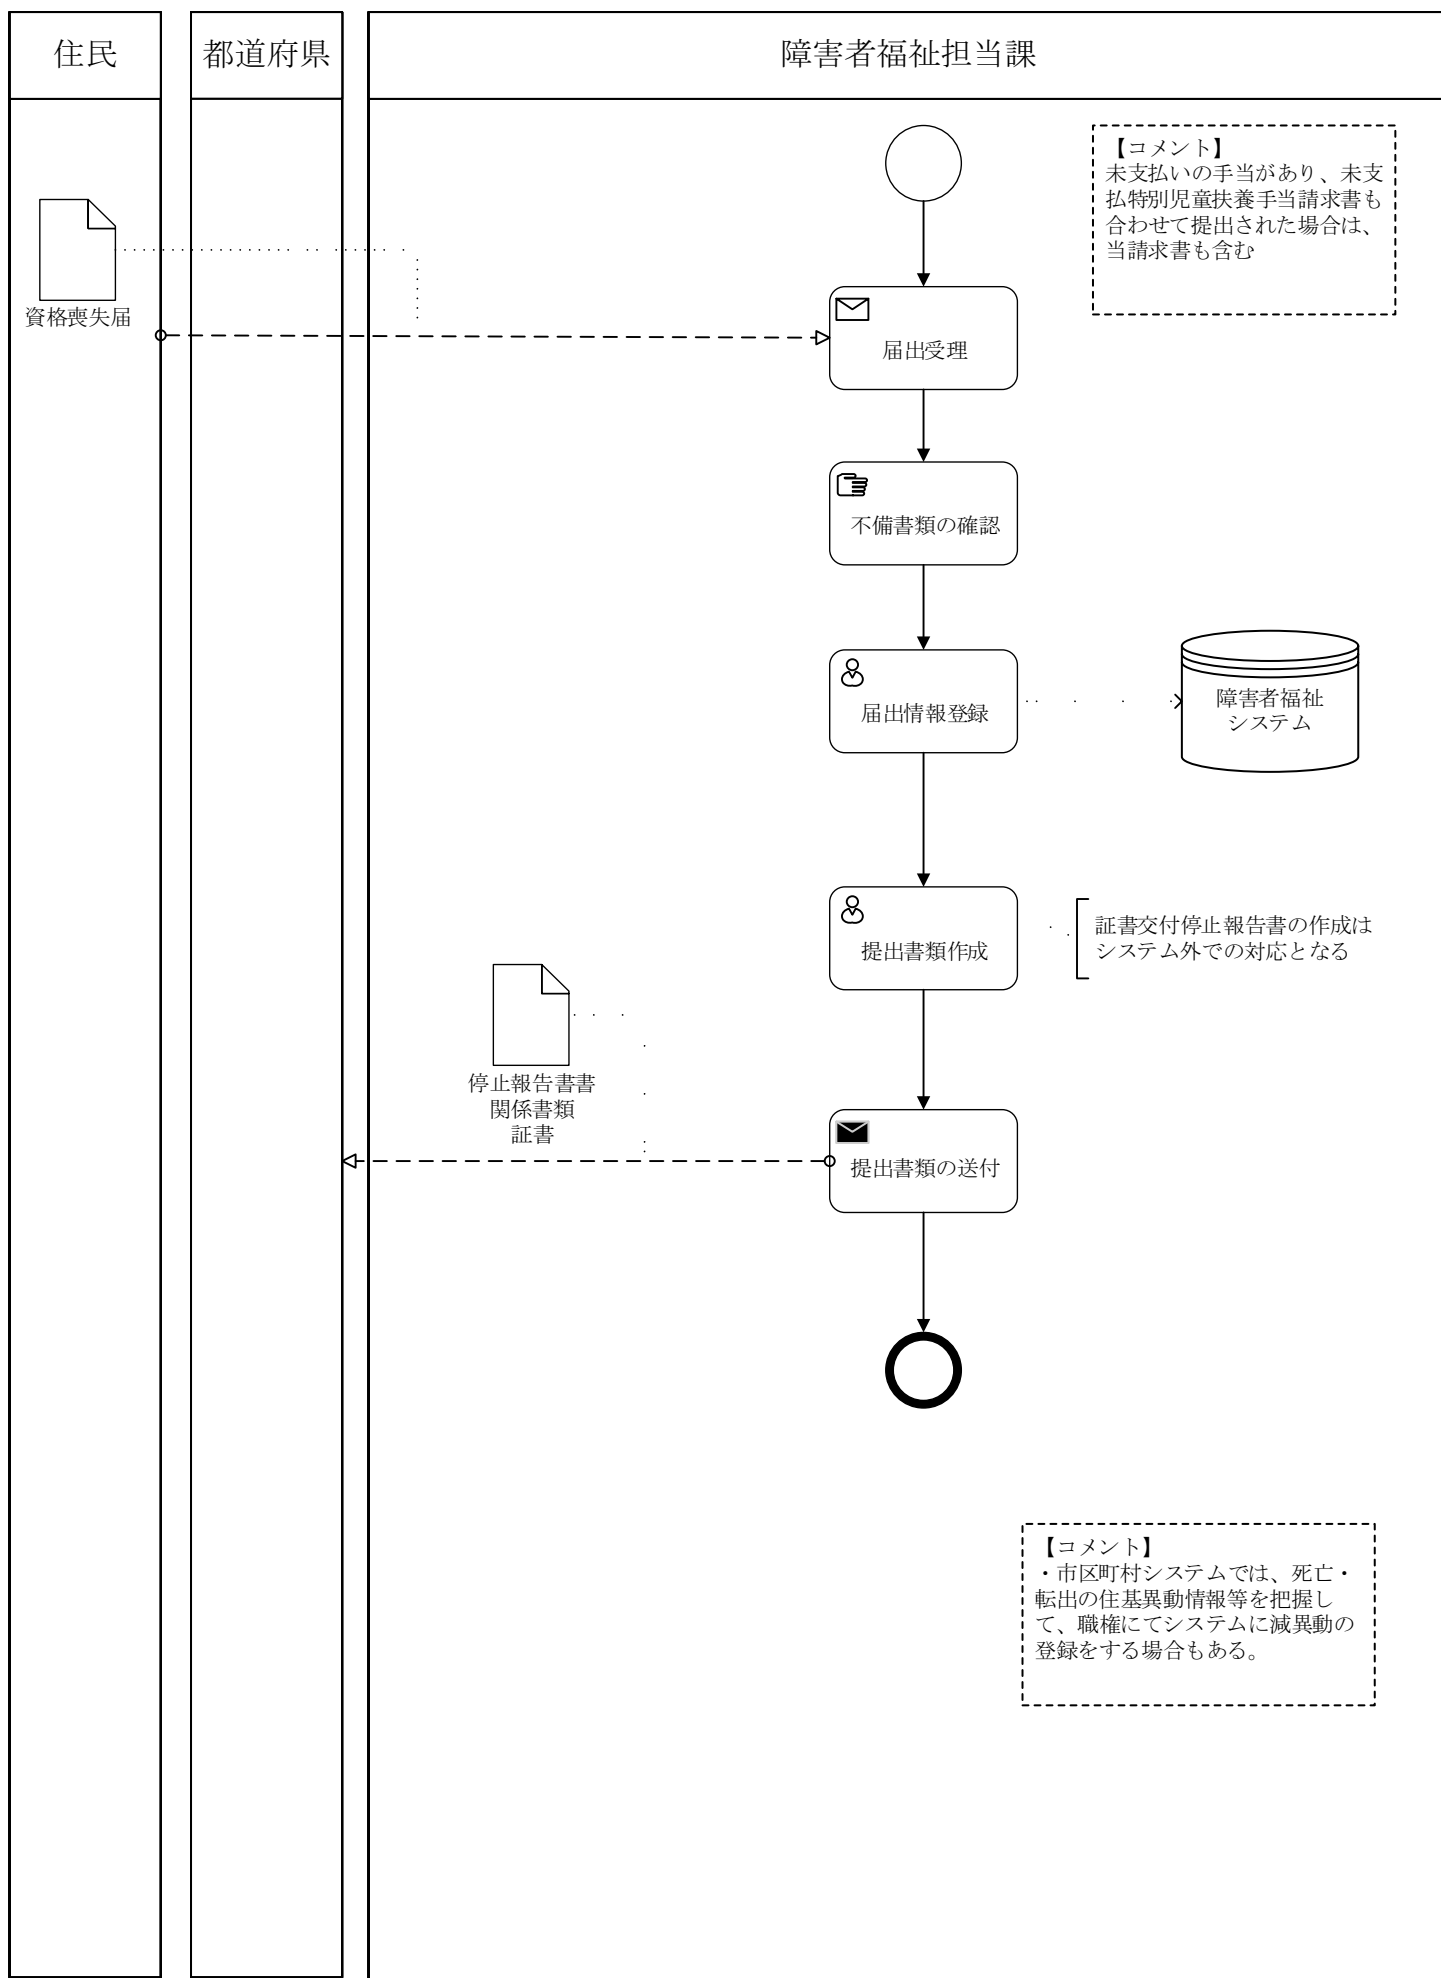 住民
都道府県
障害者福祉担当課
【コメント】
未支払いの手当があり、未支
払特別児童扶養手当請求書も
合わせて提出された場合は、
当請求書も含む
資格喪失届
届出受理
不備書類の確認
届出情報登録
障害者福祉
システム
提出書類作成
証書交付停止報告書の作成は
システム外での対応となる
停止報告書書
関係書類
証書
提出書類の送付
【コメント】
・市区町村システムでは、死亡・
転出の住基異動情報等を把握し
て、職権にてシステムに減異動の
登録をする場合もある。